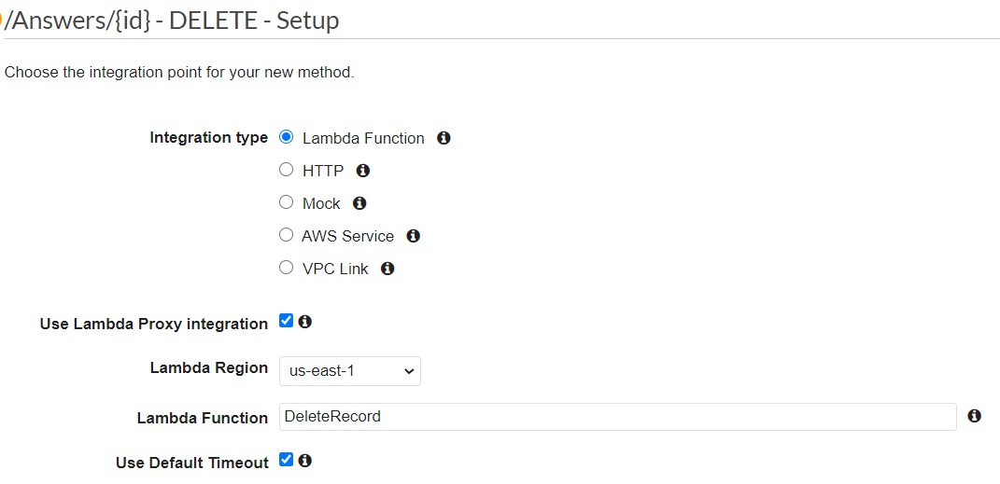 /Answers/{id} - DELETE - Setup
Choose the integration point for your new method.
Integration type Lambda Function
HTTP
Mock
AWS Service
VPC Link
Use Lambda Proxy integration
Lambda Region us-east-1
Lambda Function DeleteRecord
Use Default Timeout